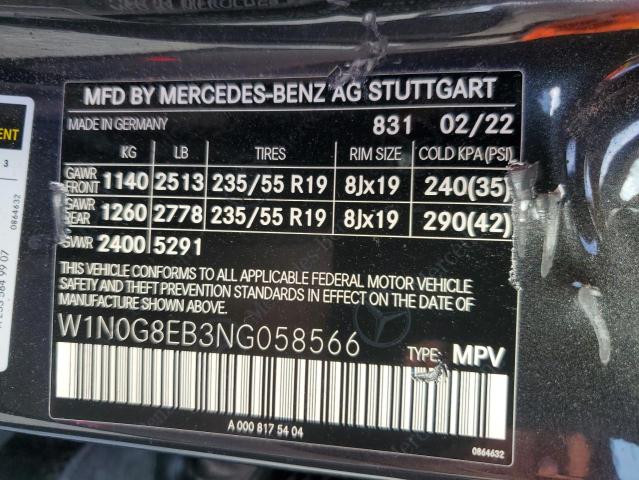 MFD BY MERCEDES-BENZ AG STUTTGART
MADE IN GERMANY 831 02/22
KG LB TIRES RIM SIZE COLD KPA (PSI)
GAWR FRONT 1140 2513 235/55 R19 8Jx19 240(35)
GAWR REAR 1260 2778 235/55 R19 8Jx19 290(42)
GVWR 2400 5291
THIS VEHICLE CONFORMS TO ALL APPLICABLE FEDERAL MOTOR VEHICLE
SAFETY AND THEFT PREVENTION STANDARDS IN EFFECT ON THE DATE OF
MANUFACTURE SHOWN ABOVE.
W1N0G8EB3NG058566
TYPE: MPV
A 000 817 54 04
0864632
ENT
3
0864632